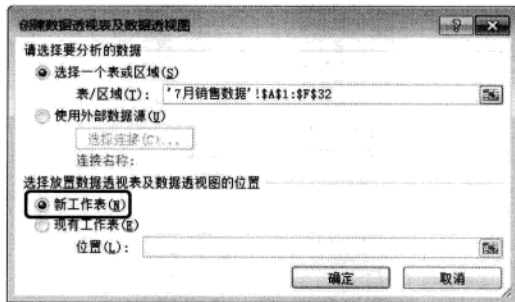 创建数据透视表及数据透视图
请选择要分析的数据
选择一个表或区域(S)
表/区域(T): '7月销售数据'!$A$1:$F$32
使用外部数据源(U)
选择连接(C)...
连接名称:
选择放置数据透视表及数据透视图的位置
新工作表(N)
现有工作表(E)
位置(L):
确定 取消